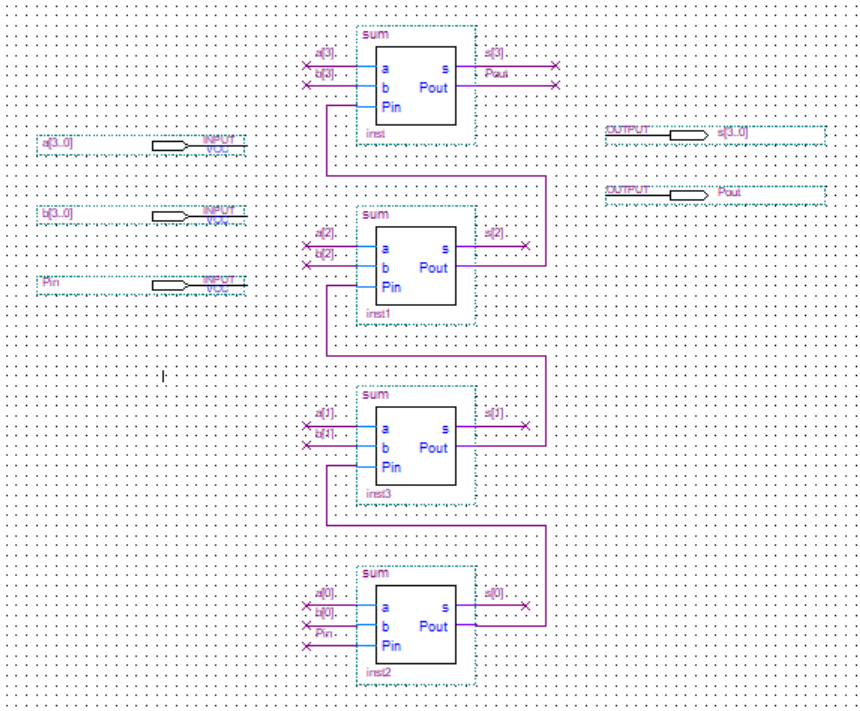 sum
a[3].
s[3].
b[3].
Pout
a s
b Pout
Pin
inst
a[3..0] INPUT
VCC
OUTPUT s[3..0]
b[3..0] INPUT
VCC
OUTPUT Pout
Pin INPUT
VCC
sum
a[2].
s[2].
b[2].
a s
b Pout
Pin
inst1
sum
a[1].
s[1].
b[1].
a s
b Pout
Pin
inst3
sum
a[0].
s[0].
b[0].
Pin
a s
b Pout
Pin
inst2